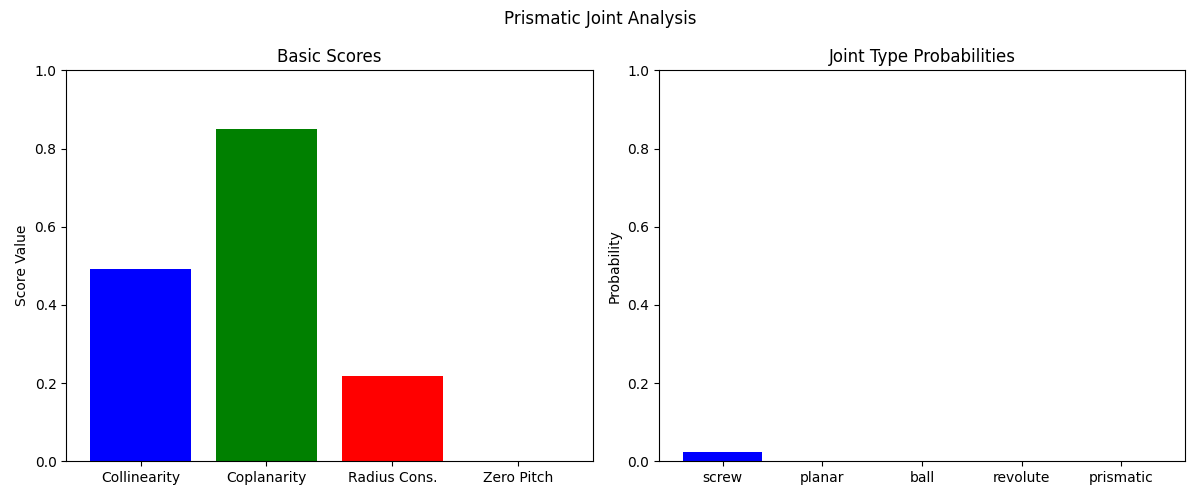 Prismatic Joint Analysis
Basic Scores
Score Value
1.0
0.8
0.6
0.4
0.2
0.0
Collinearity Coplanarity Radius Cons. Zero Pitch
Joint Type Probabilities
Probability
1.0
0.8
0.6
0.4
0.2
0.0
screw planar ball revolute prismatic